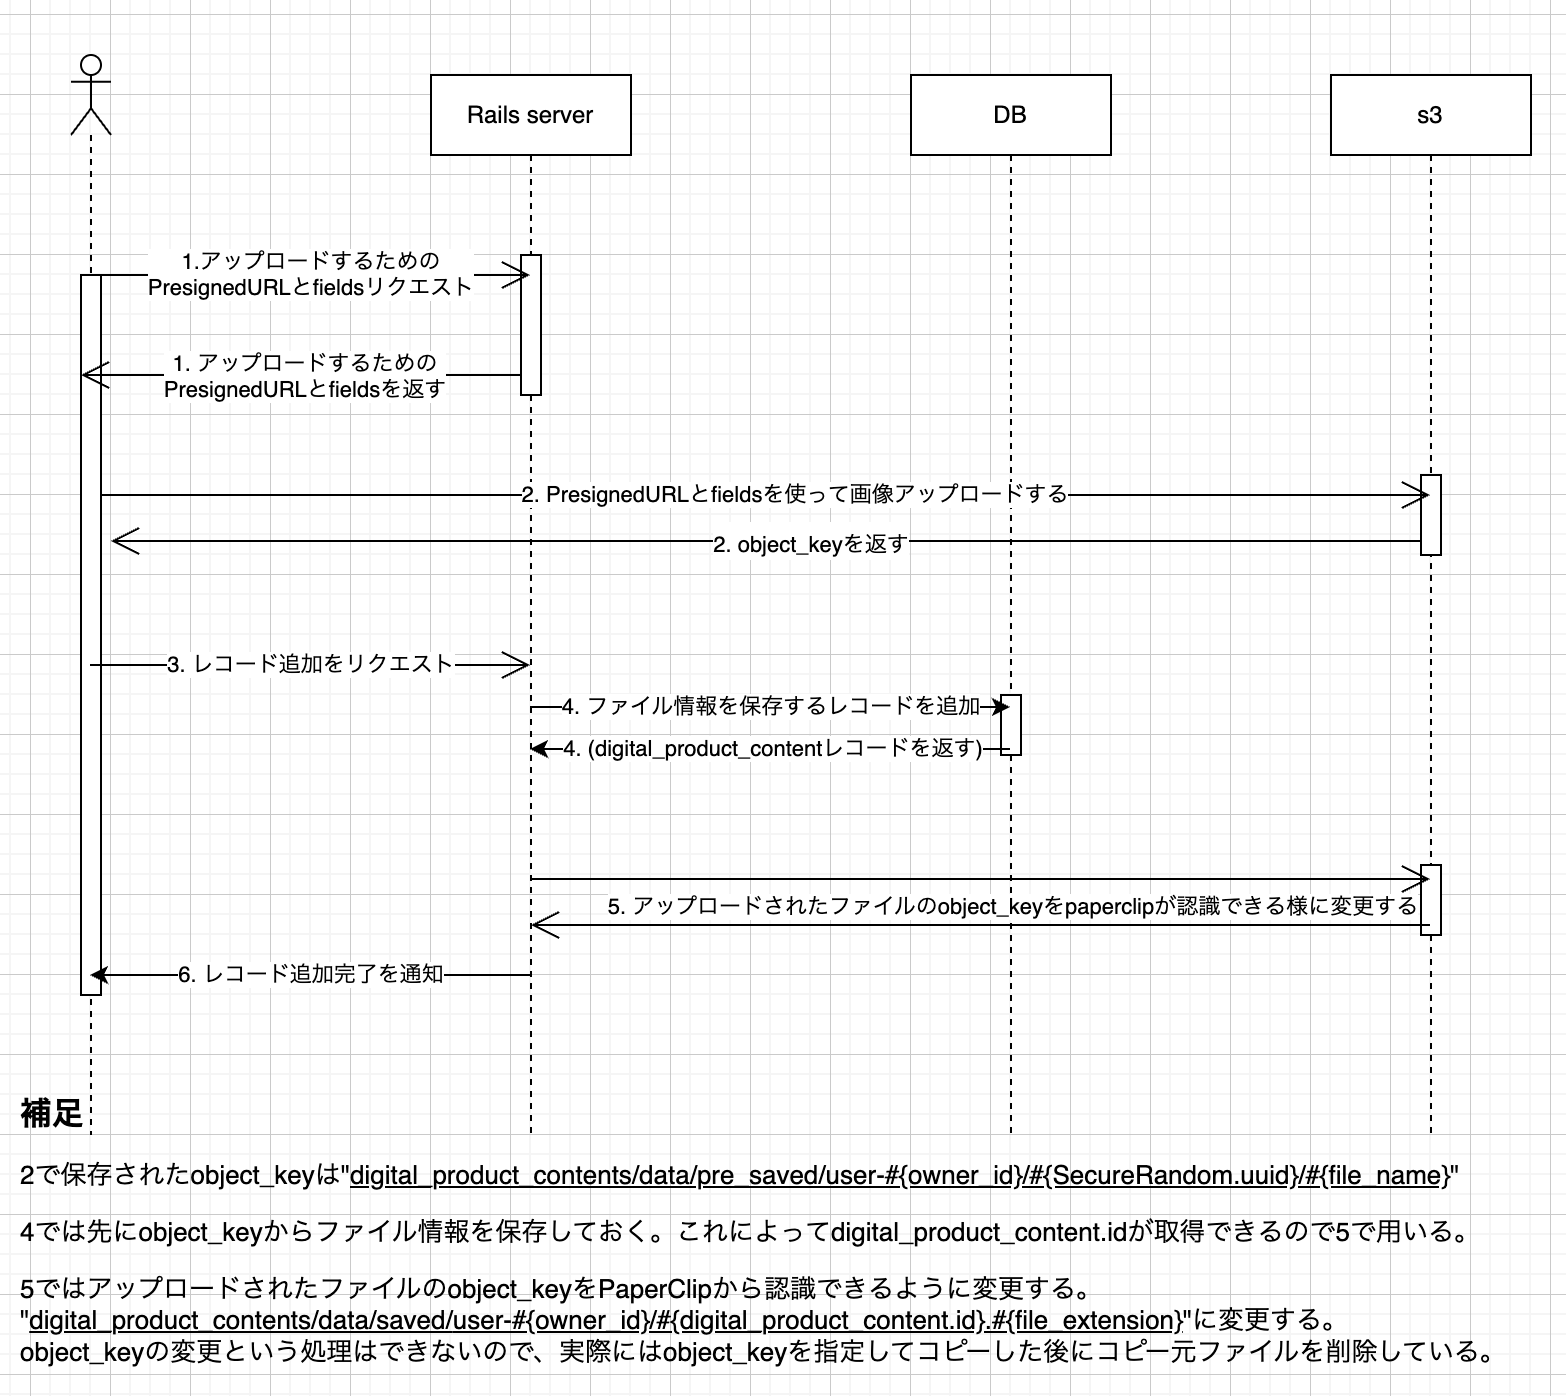 Rails server
DB
s3
1.アップロードするための
PresignedURLとfieldsリクエスト
1. アップロードするための
PresignedURLとfieldsを返す
2. PresignedURLとfieldsを使って画像アップロードする
2. object_keyを返す
3. レコード追加をリクエスト
4. ファイル情報を保存するレコードを追加
4. (digital_product_contentレコードを返す)
5. アップロードされたファイルのobject_keyをpaperclipが認識できる様に変更する
6. レコード追加完了を通知
補足
2で保存されたobject_keyは"digital_product_contents/data/pre_saved/user-#{owner_id}/#{SecureRandom.uuid}/#{file_name}"
4では先にobject_keyからファイル情報を保存しておく。これによってdigital_product_content.idが取得できるので5で用いる。
5ではアップロードされたファイルのobject_keyをPaperClipから認識できるように変更する。
"digital_product_contents/data/saved/user-#{owner_id}/#{digital_product_content.id}.#{file_extension}"に変更する。
object_keyの変更という処理はできないので、実際にはobject_keyを指定してコピーした後にコピー元ファイルを削除している。